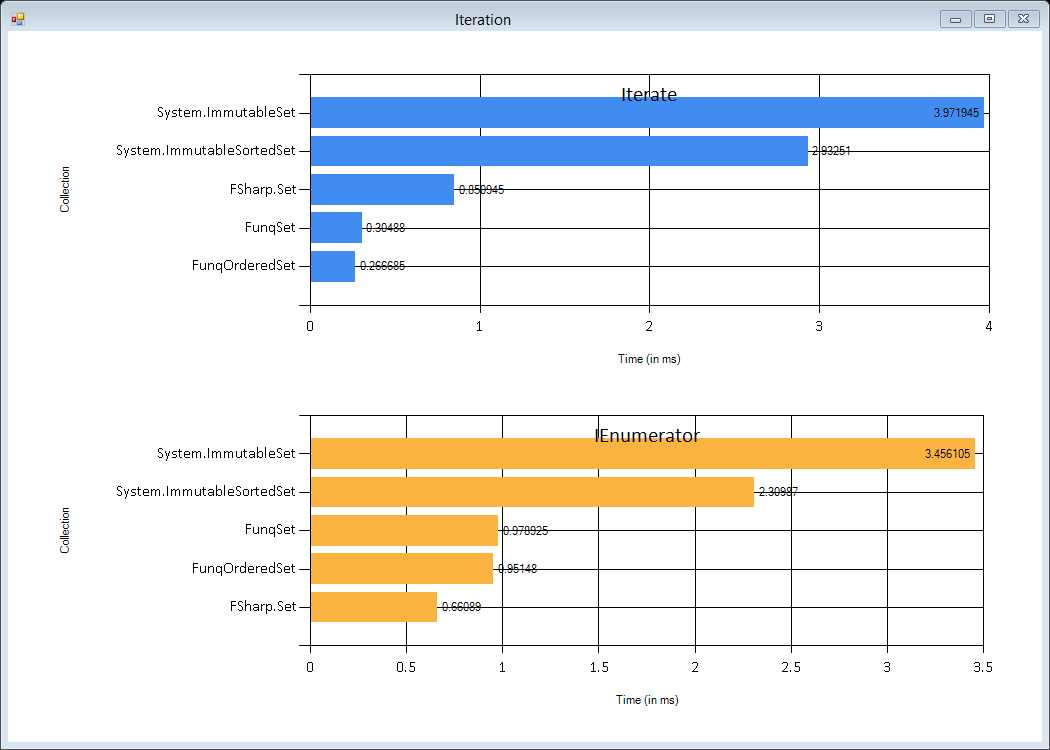 Iteration
Iterate
Collection
System.ImmutableSet
3.971945
System.ImmutableSortedSet
2.93251
FSharp.Set
0.850945
FunqSet
0.30488
FunqOrderedSet
0.266685
0 1 2 3 4
Time (in ms)
IEnumerator
Collection
System.ImmutableSet
3.456105
System.ImmutableSortedSet
2.30987
FunqSet
0.978925
FunqOrderedSet
0.95148
FSharp.Set
0.66089
0 0.5 1 1.5 2 2.5 3 3.5
Time (in ms)